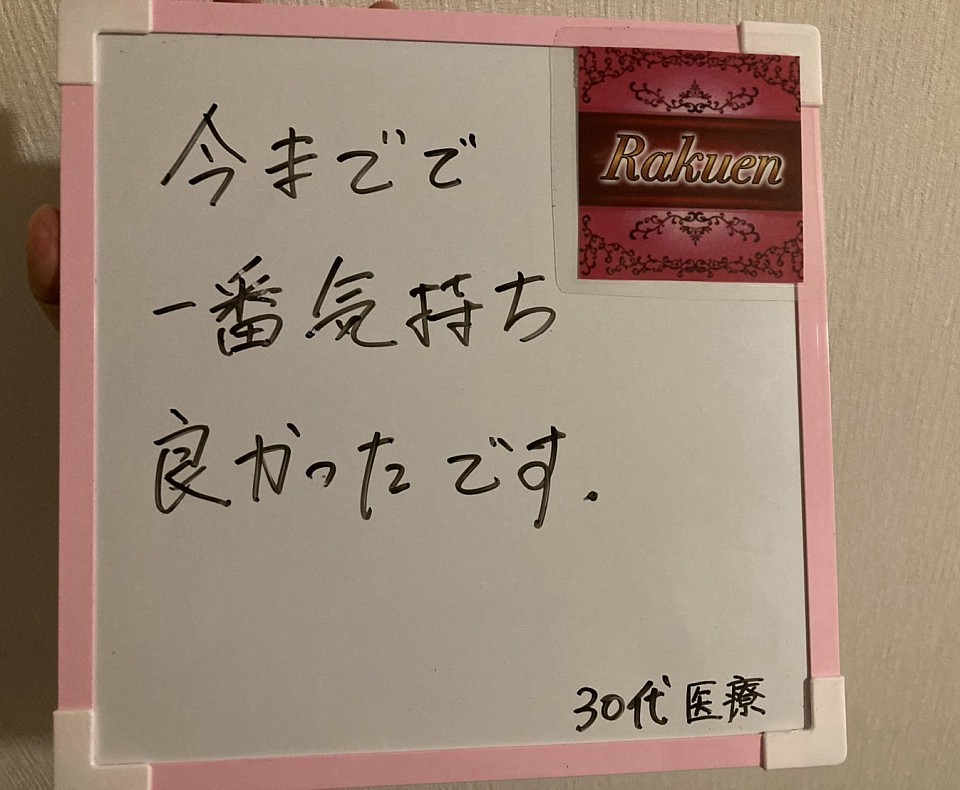 Rakuen
今までで
一番気持ち
良かったです.
30代 医療